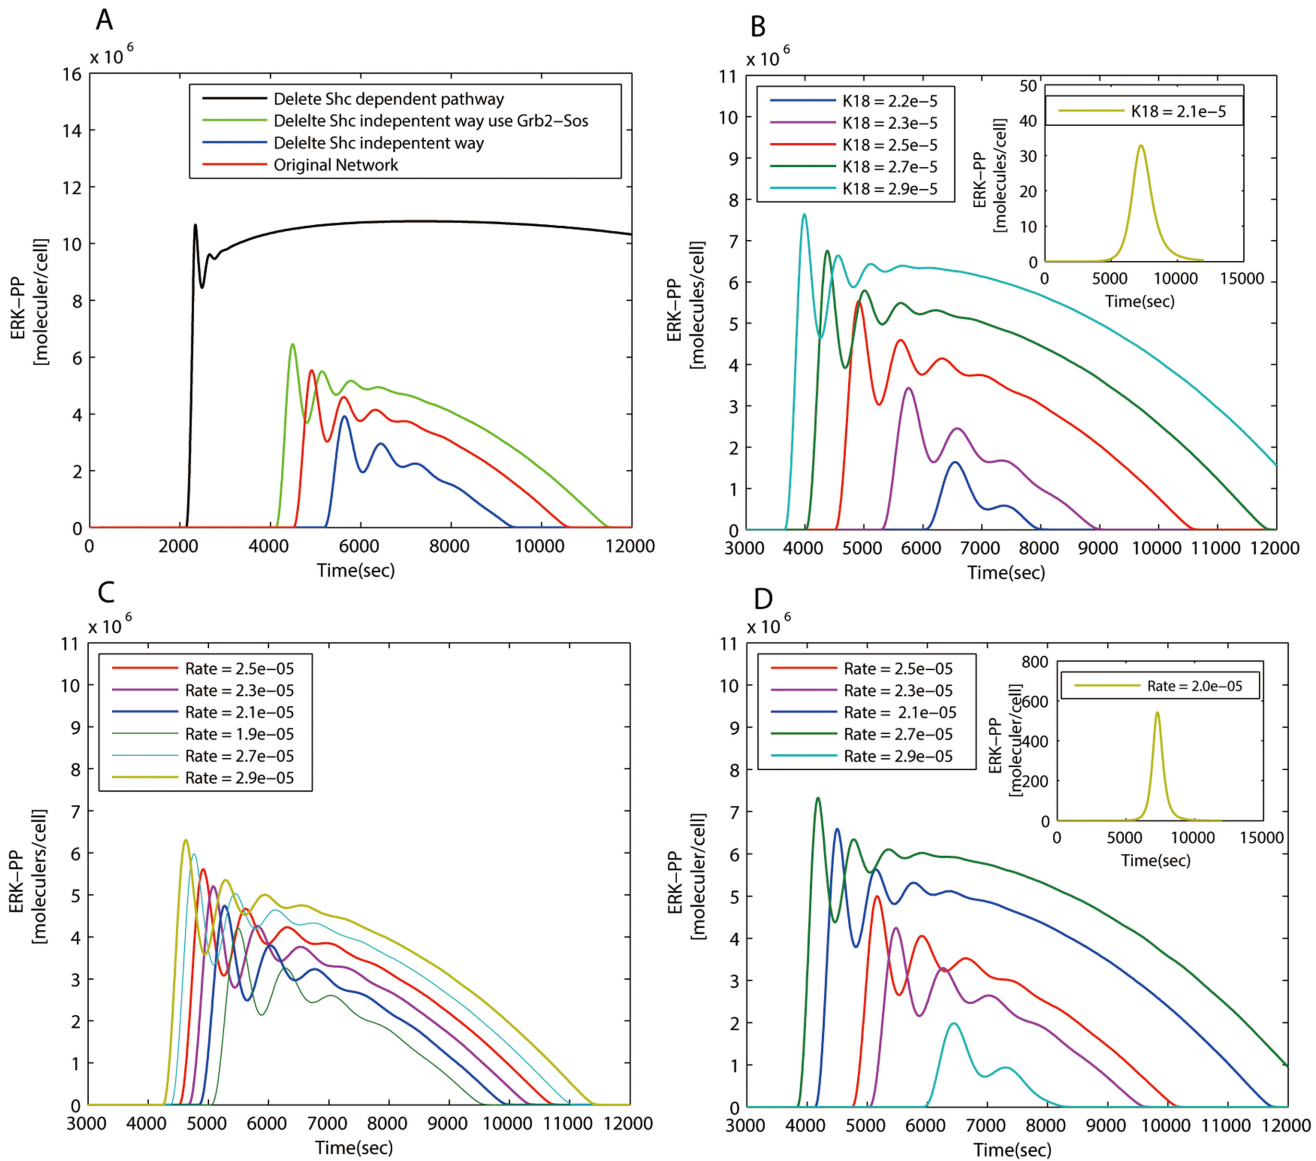 A
x 10 6
16
14
12
10
8
6
4
2
0
ERK−PP
[moleculer/cell]
Delete Shc dependent pathway
Delelte Shc indepentent way use Grb2−Sos
Delelte Shc indepentent way
Original Network
0 2000 4000 6000 8000 10000 12000
Time(sec)
B
x 10 6
11
10
9
8
7
6
5
4
3
2
1
0
ERK−PP
[molecules/cell]
K18 = 2.2e−5
K18 = 2.3e−5
K18 = 2.5e−5
K18 = 2.7e−5
K18 = 2.9e−5
50
40
30
20
10
0
ERK−PP
[molecules/cell]
K18 = 2.1e−5
0 5000 10000 15000
Time(sec)
3000 4000 5000 6000 7000 8000 9000 10000 11000 12000
Time(sec)
C
x 10 6
11
10
9
8
7
6
5
4
3
2
1
0
ERK−PP
[moleculers/cell]
Rate = 2.5e−05
Rate = 2.3e−05
Rate = 2.1e−05
Rate = 1.9e−05
Rate = 2.7e−05
Rate = 2.9e−05
3000 4000 5000 6000 7000 8000 9000 10000 11000 12000
Time(sec)
D
x 10 6
11
10
9
8
7
6
5
4
3
2
1
0
ERK−PP
[moleculer/cell]
Rate = 2.5e−05
Rate = 2.3e−05
Rate = 2.1e−05
Rate = 2.7e−05
Rate = 2.9e−05
800
600
400
200
0
ERK−PP
[moleculer/cell]
Rate = 2.0e−05
0 5000 10000 15000
Time(sec)
3000 4000 5000 6000 7000 8000 9000 10000 11000 12000
Time(sec)